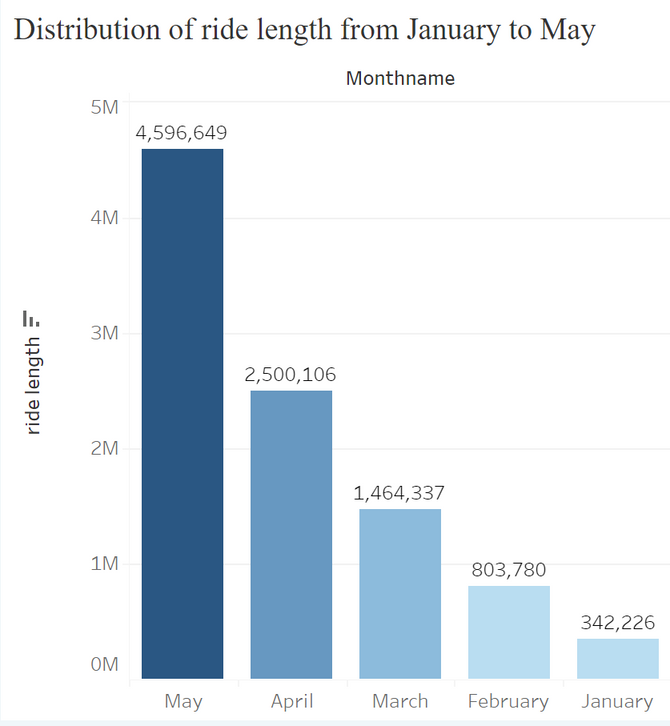 Distribution of ride length from January to May
Monthname
5M
4,596,649
4M
3M
ride length
2,500,106
2M
1,464,337
1M
803,780
342,226
0M
May April March February January